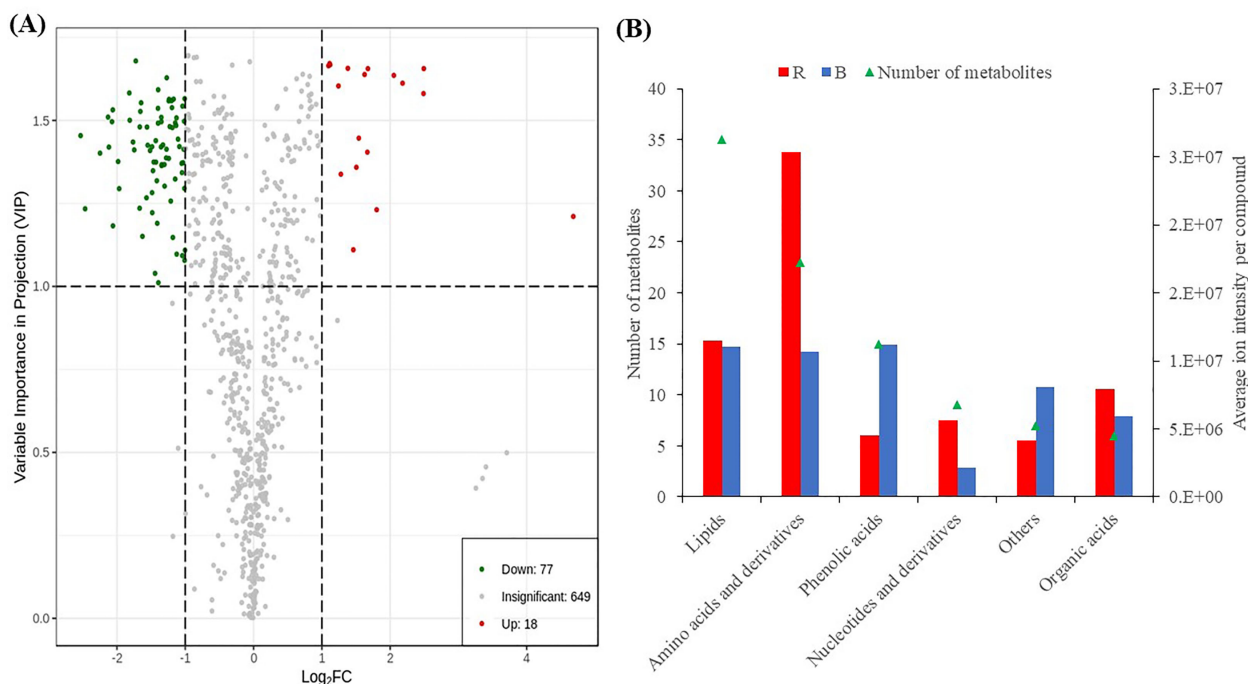 (A)
Variable Importance in Projection (VIP)
1.5
1.0
0.5
0.0
-2
-1
0
1
2
4
Log2FC
Down: 77
Insignificant: 649
Up: 18
(B)
R
B
Number of metabolites
Number of metabolites
40
35
30
25
20
15
10
5
0
3.E+07
3.E+07
2.E+07
2.E+07
1.E+07
5.E+06
0.E+00
Average ion intensity per compound
Lipids
Amino acids and derivatives
Phenolic acids
Nucleotides and derivatives
Others
Organic acids